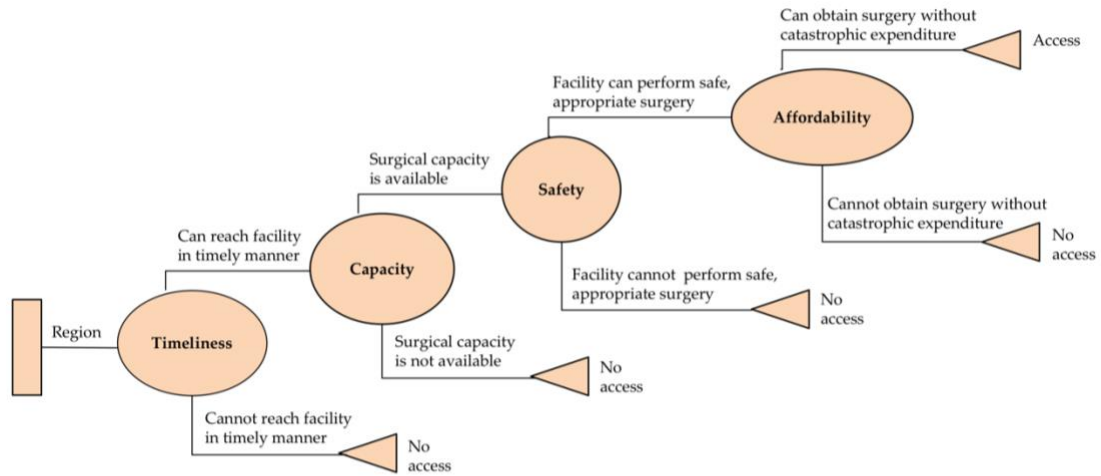 Can obtain surgery without
catastrophic expenditure
Access
Facility can perform safe,
appropriate surgery
Affordability
Surgical capacity
is available
Safety
Cannot obtain surgery without
catastrophic expenditure
No
access
Can reach facility
in timely manner
Capacity
Facility cannot perform safe,
appropriate surgery
No
access
Region
Timeliness
Surgical capacity
is not available
No
access
Cannot reach facility
in timely manner
No
access